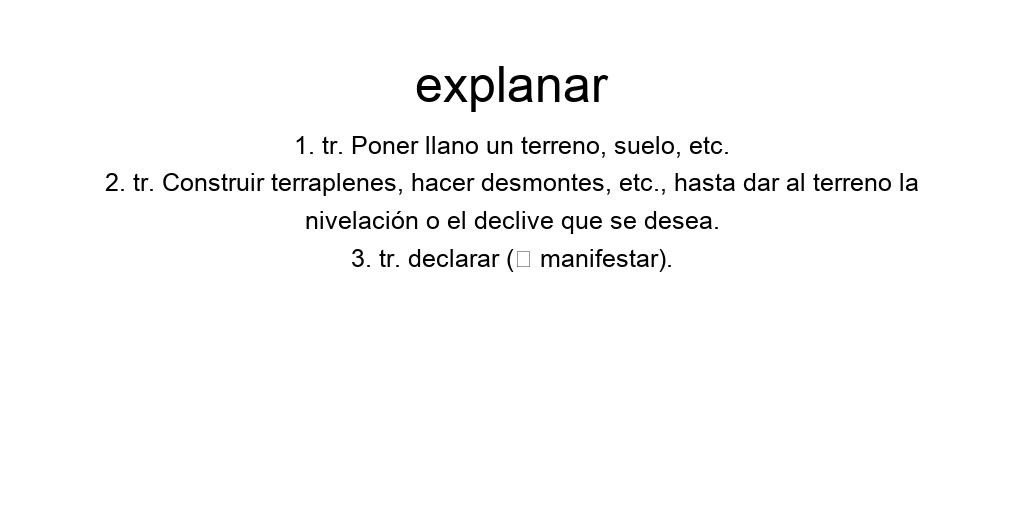 explanar
1. tr. Poner llano un terreno, suelo, etc.
2. tr. Construir terraplenes, hacer desmontes, etc., hasta dar al terreno la
nivelación o el declive que se desea.
3. tr. declarar (□ manifestar).